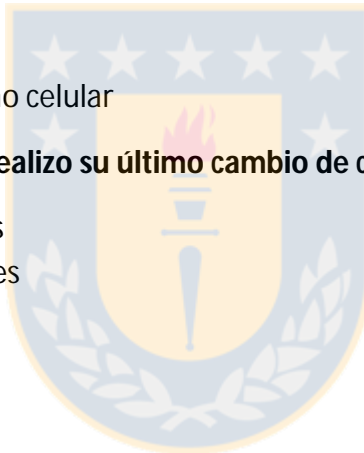 o celular
ealizo su último cambio de
s
es